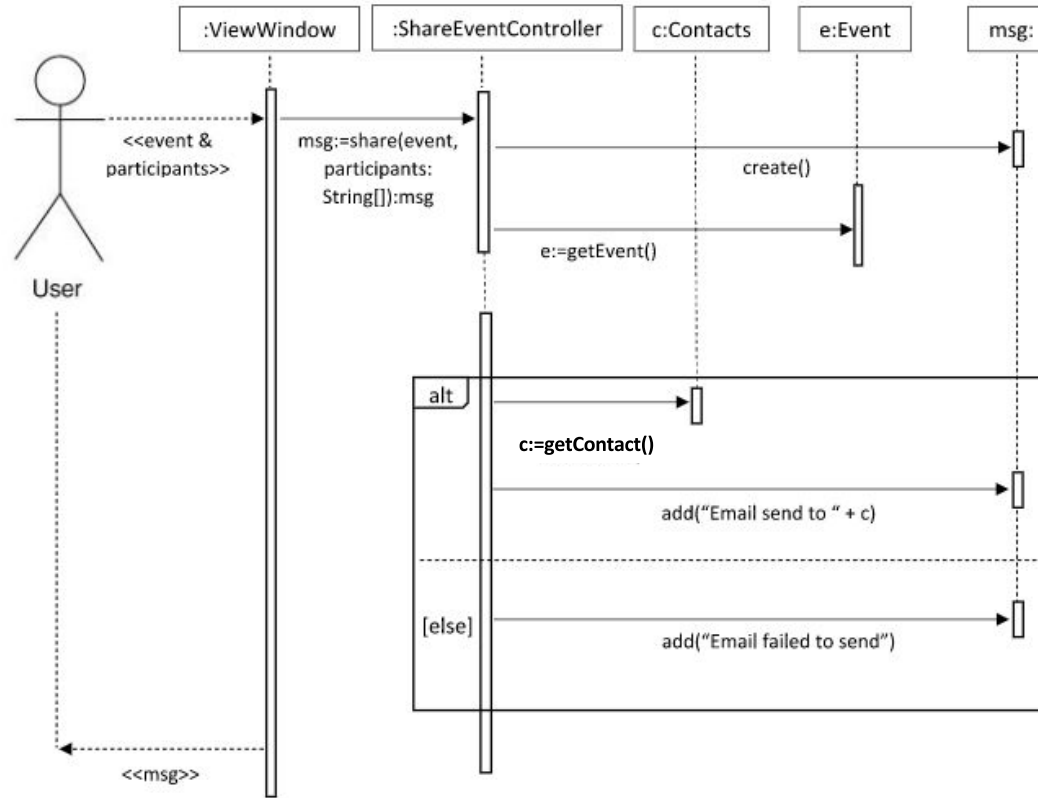 :ViewWindow
:ShareEventController
c:Contacts
e:Event
msg:
<<event &
participants>>
msg:=share(event,
participants:
String[]):msg
create()
e:=getEvent()
User
alt
c:=getContact()
add(“Email send to “ + c)
[else]
add(“Email failed to send”)
<<msg>>